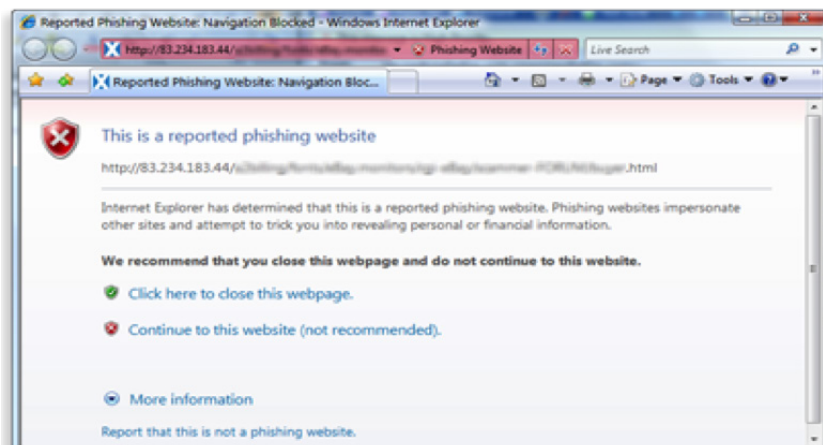 Reported Phishing Website: Navigation Blocked - Windows Internet Explorer
http://83.234.183.44/ Phishing Website Live Search
Reported Phishing Website: Navigation Bloc... Page Tools
This is a reported phishing website
http://83.234.183.44/ .html
Internet Explorer has determined that this is a reported phishing website. Phishing websites impersonate
other sites and attempt to trick you into revealing personal or financial information.
We recommend that you close this webpage and do not continue to this website.
Click here to close this webpage.
Continue to this website (not recommended).
More information
Report that this is not a phishing website.